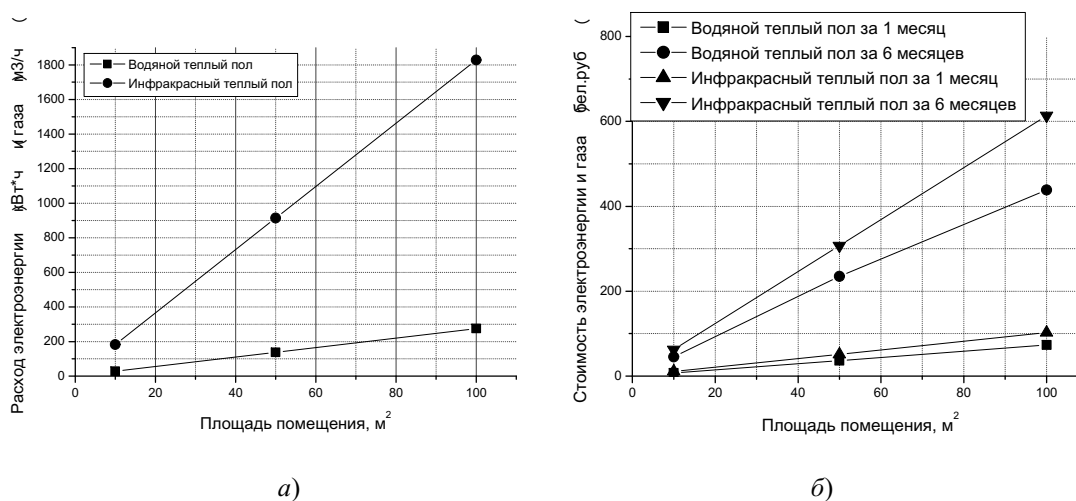 Расход электроэнергии (кВт*ч) и газа (м3/ч)
Водяной теплый пол
Инфракрасный теплый пол
1800
1600
1400
1200
1000
800
600
400
200
0
0 20 40 60 80 100
Площадь помещения, м²
а)
Стоимость электроэнергии и газа (бел.руб)
Водяной теплый пол за 1 месяц
Водяной теплый пол за 6 месяцев
Инфракрасный теплый пол за 1 месяц
Инфракрасный теплый пол за 6 месяцев
800
600
400
200
0
0 20 40 60 80 100
Площадь помещения, м²
б)